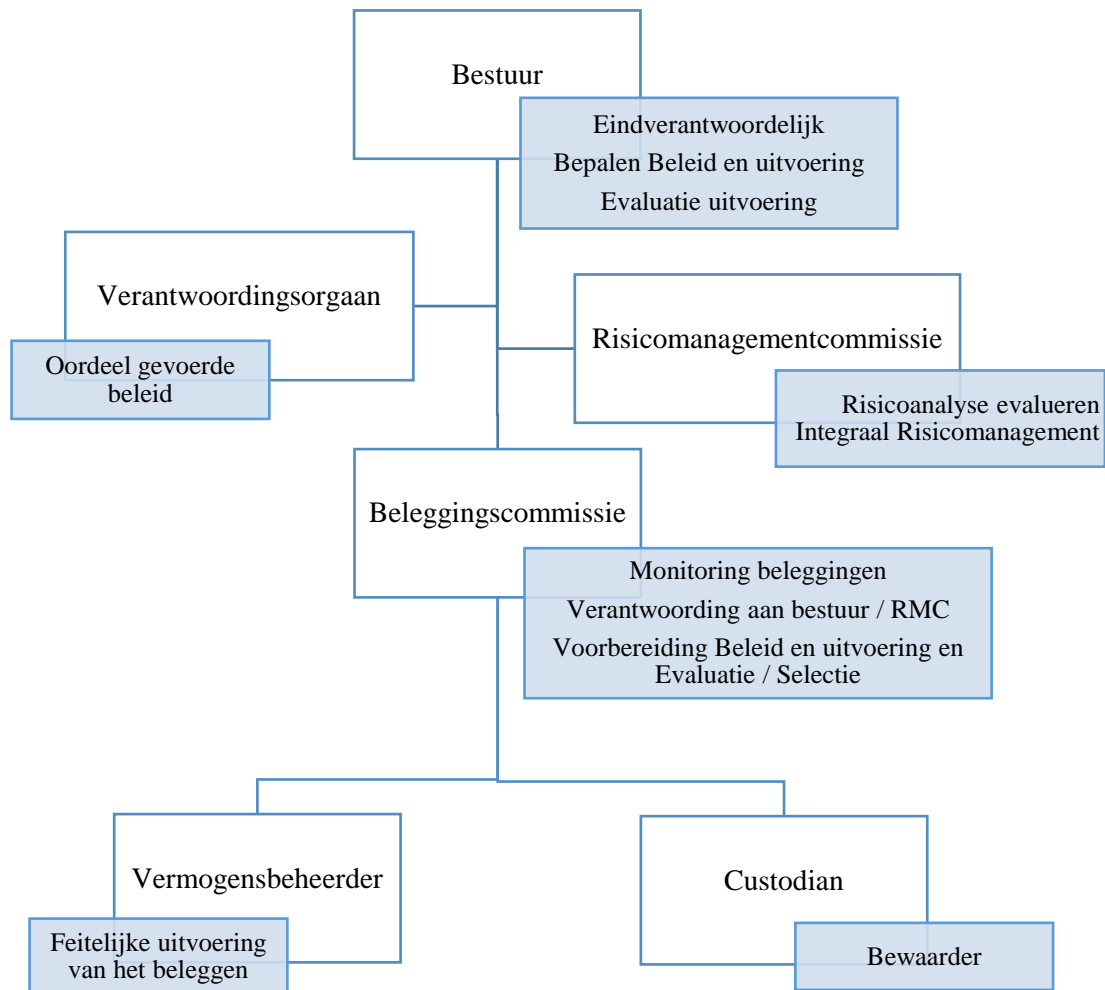 Bestuur
Eindverantwoordelijk
Bepalen Beleid en uitvoering
Evaluatie uitvoering
Verantwoordingsorgaan
Oordeel gevoerde
beleid
Risicomanagementcommissie
Risicoanalyse evalueren
Integraal Risicomanagement
Beleggingscommissie
Monitoring beleggingen
Verantwoording aan bestuur / RMC
Voorbereiding Beleid en uitvoering en
Evaluatie / Selectie
Vermogensbeheerder
Feitelijke uitvoering
van het beleggen
Custodian
Bewaarder